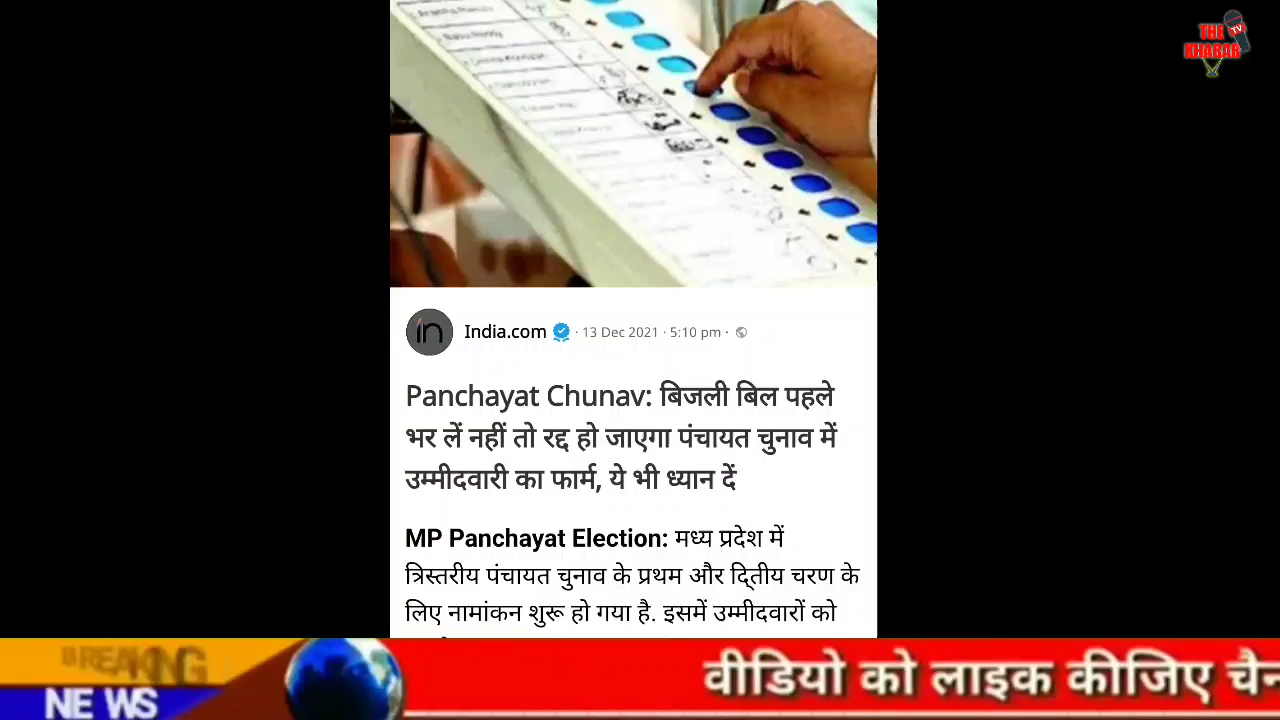 THE
TV
KHABAR
in India.com · 13 Dec 2021 · 5:10 pm ·
Panchayat Chunav: बिजली बिल पहले
भर लें नहीं तो रद्द हो जाएगा पंचायत चुनाव में
उम्मीदवारी का फार्म, ये भी ध्यान दें
MP Panchayat Election: मध्य प्रदेश में
त्रिस्तरीय पंचायत चुनाव के प्रथम और दि्तीय चरण के
लिए नामांकन शुरू हो गया है. इसमें उम्मीदवारों को
BREAKING
NEWS
वीडियो को लाइक कीजिए चैन